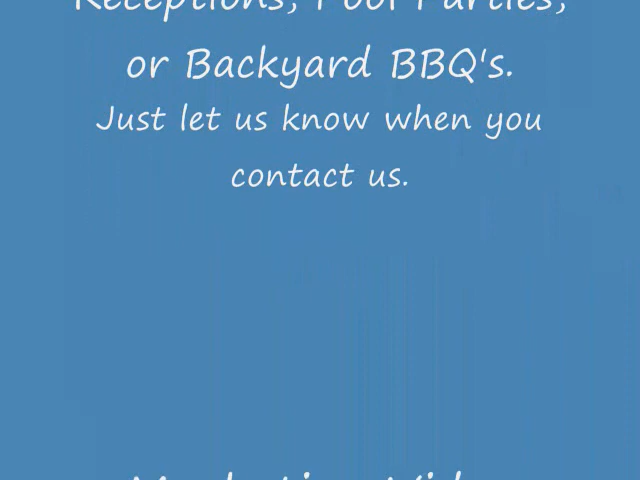 Receptions, Pool Parties,
or Backyard BBQ's.
Just let us know when you
contact us.